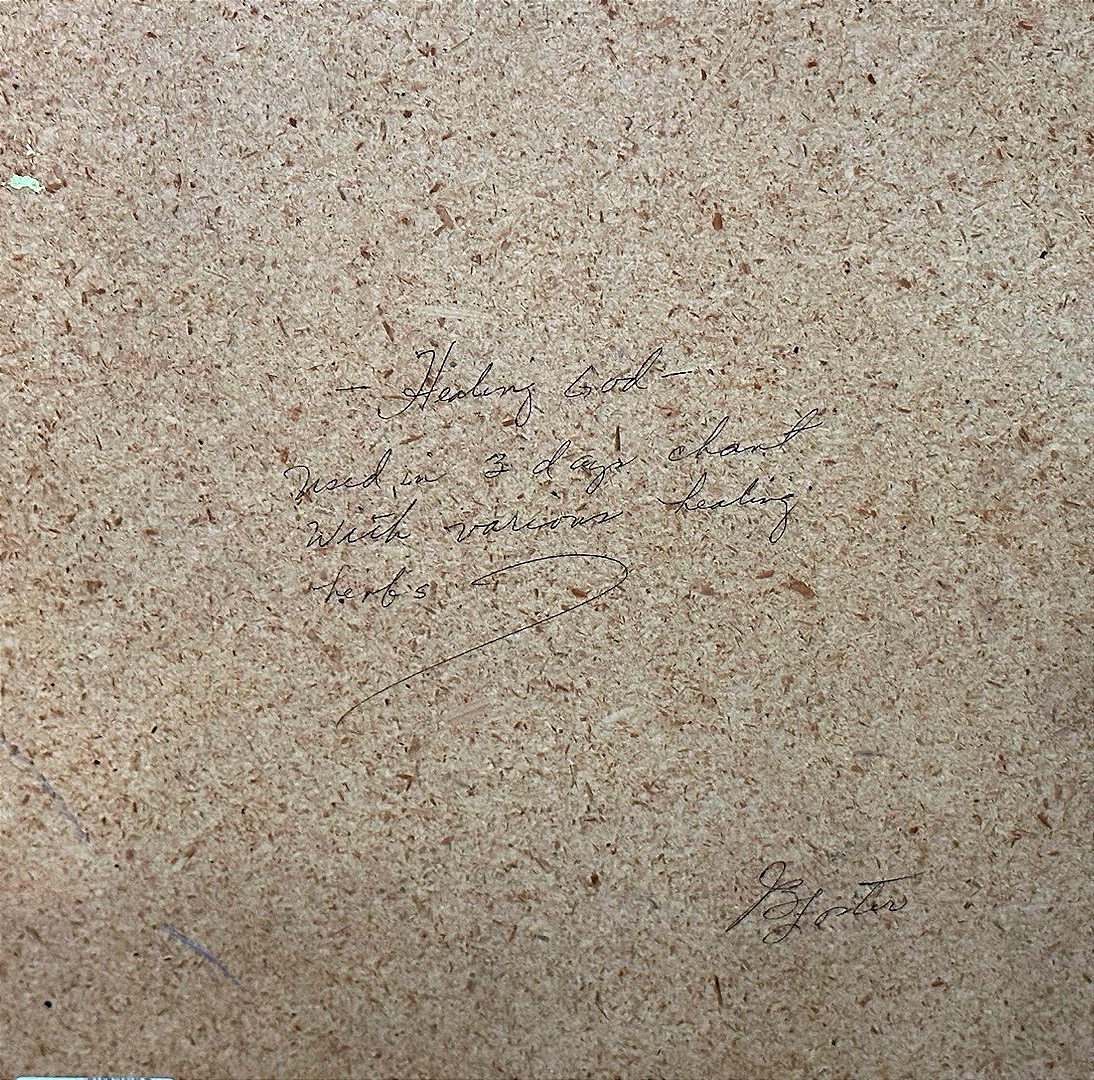 - Healing God -
Used in 3 days chant
With various healing
herbs
B Foster